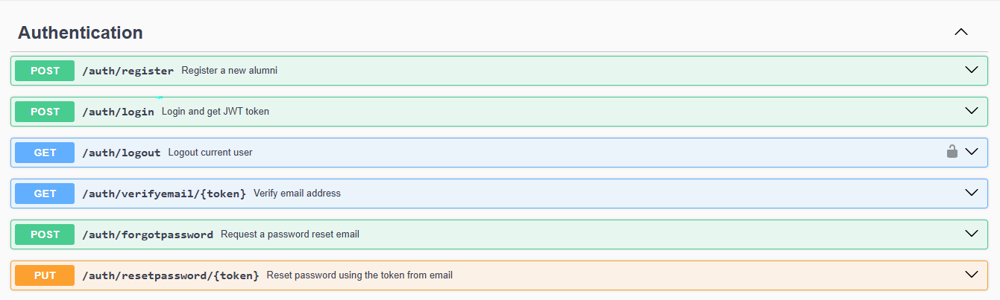 Authentication
POST /auth/register Register a new alumni
POST /auth/login Login and get JWT token
GET /auth/logout Logout current user
GET /auth/verifyemail/{token} Verify email address
POST /auth/forgotpassword Request a password reset email
PUT /auth/resetpassword/{token} Reset password using the token from email